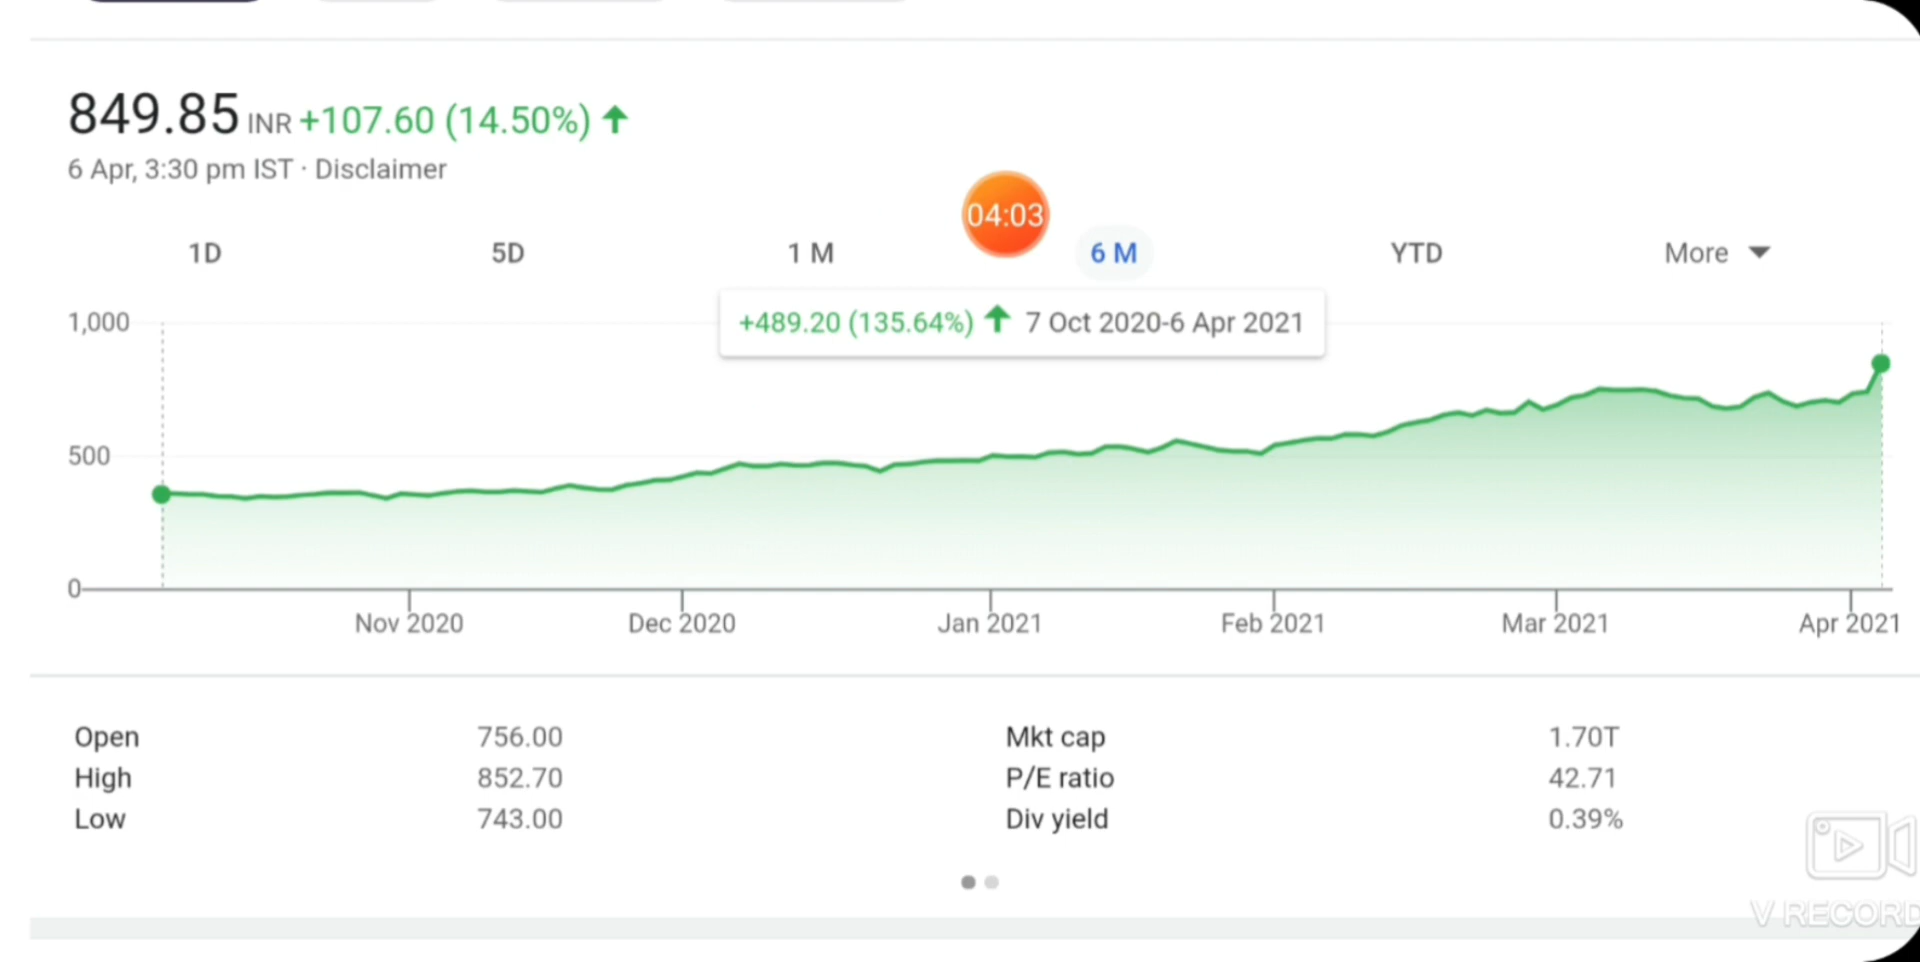 849.85 INR +107.60 (14.50%)
6 Apr, 3:30 pm IST · Disclaimer
04:03
1D 5D 1 M 6 M YTD More
+489.20 (135.64%) 7 Oct 2020-6 Apr 2021
1,000
500
0
Nov 2020 Dec 2020 Jan 2021 Feb 2021 Mar 2021 Apr 2021
Open 756.00 Mkt cap 1.70T
High 852.70 P/E ratio 42.71
Low 743.00 Div yield 0.39%
V RECORD